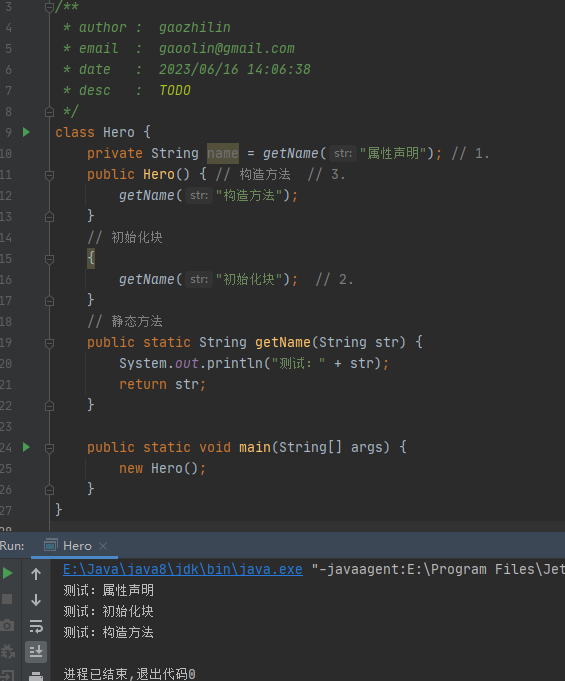 3 /**
4 * author :  gaozhilin
5 * email  :  gaoolin@gmail.com
6 * date   :  2023/06/16 14:06:38
7 * desc   :  TODO
8 */
9 class Hero {
10 private String name = getName( str: "属性声明"); // 1.
11 public Hero() { // 构造方法  // 3.
12 getName( str: "构造方法");
13 }
14 // 初始化块
15 {
16 getName( str: "初始化块");  // 2.
17 }
18 // 静态方法
19 public static String getName(String str) {
20 System.out.println("测试：" + str);
21 return str;
22 }
23
24 public static void main(String[] args) {
25 new Hero();
26 }
27 }
Run: Hero ×
E:\Java\java8\jdk\bin\java.exe "-javaagent:E:\Program Files\Jet
测试：属性声明
测试：初始化块
测试：构造方法
进程已结束,退出代码0